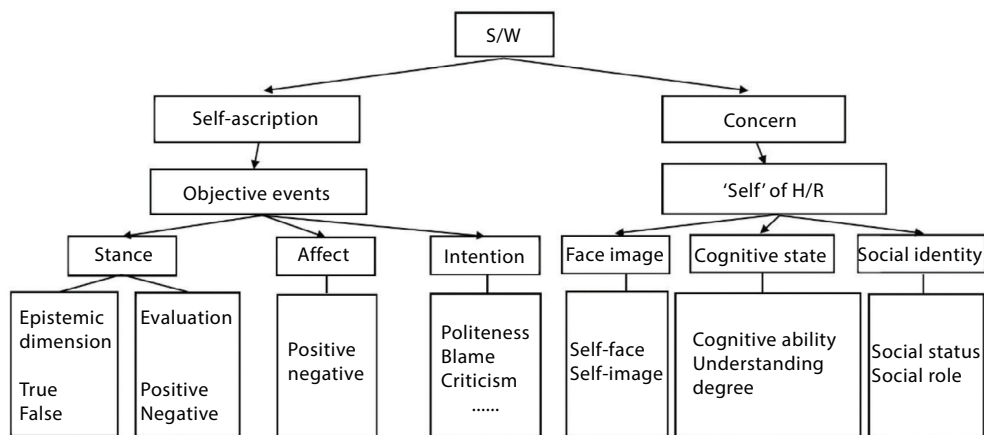 S/W
Self-ascription
Concern
Objective events
‘Self’ of H/R
Stance
Affect
Intention
Face image
Cognitive state
Social identity
Epistemic
dimension
True
False
Evaluation
Positive
Negative
Positive
negative
Politeness
Blame
Criticism
......
Self-face
Self-image
Cognitive ability
Understanding
degree
Social status
Social role